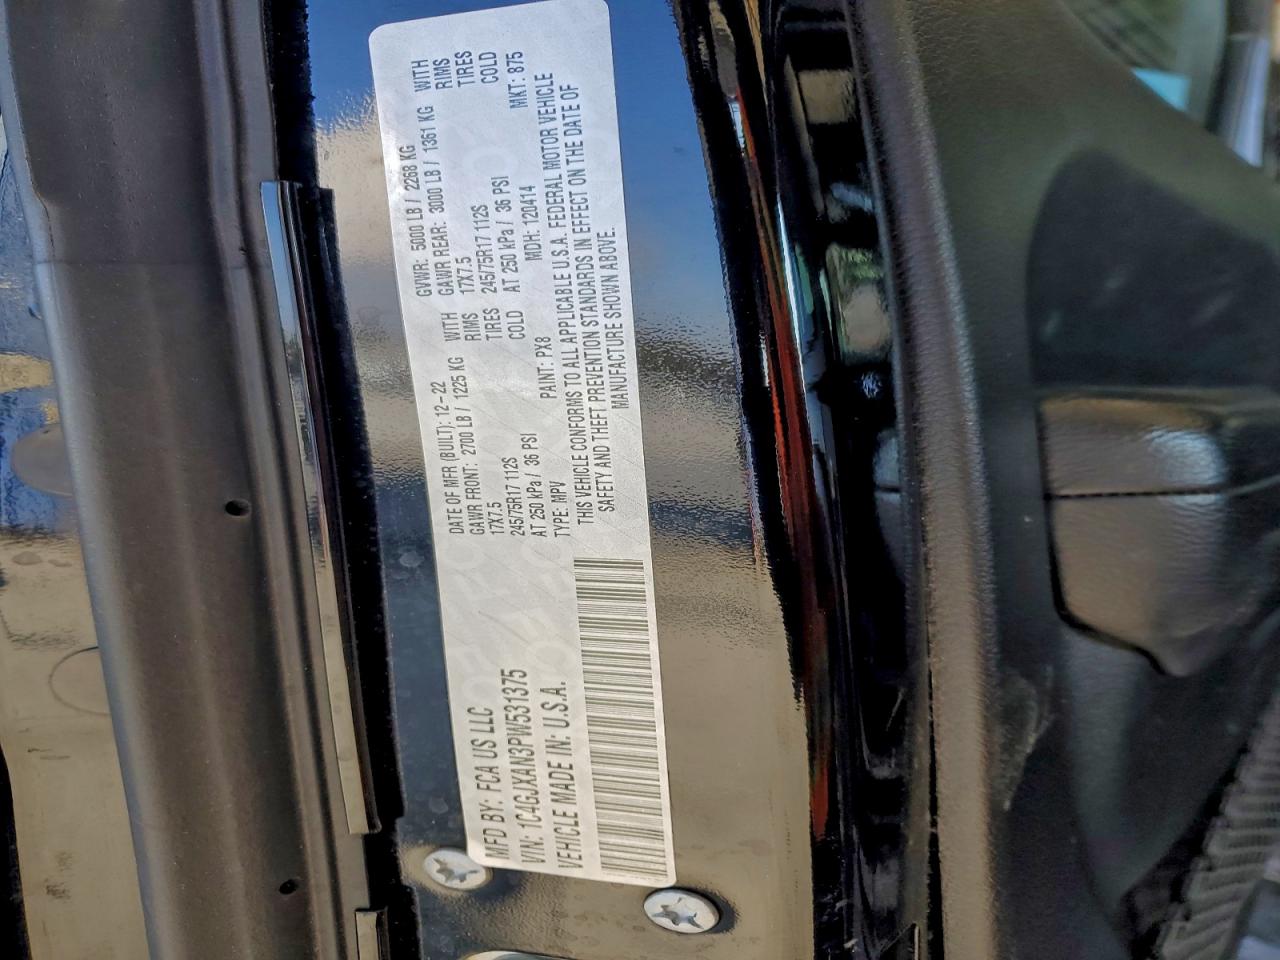 MFD BY: FCA US LLC
DATE OF MFR (BUILT): 12-22
GVWR: 5000 LB / 2268 KG
GAWR FRONT: 2700 LB / 1225 KG WITH
GAWR REAR: 3000 LB / 1361 KG WITH
17X7.5 RIMS
17X7.5 RIMS
245/75R17 112S TIRES
245/75R17 112S TIRES
AT 250 kPa / 36 PSI COLD
AT 250 kPa / 36 PSI COLD
VIN: 1C4GJXAN3PW531375
TYPE: MPV
PAINT: PX8
MDH: 120414
MKT: 875
VEHICLE MADE IN: U.S.A.
THIS VEHICLE CONFORMS TO ALL APPLICABLE U.S.A. FEDERAL MOTOR VEHICLE
SAFETY AND THEFT PREVENTION STANDARDS IN EFFECT ON THE DATE OF
MANUFACTURE SHOWN ABOVE.